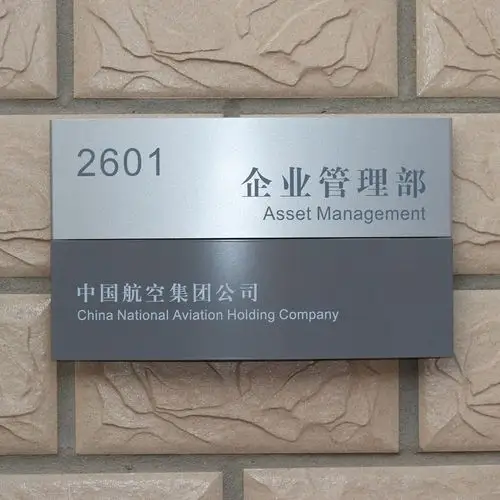 2601
企业管理部
Asset Management
中国航空集团公司
China National Aviation Holding Company